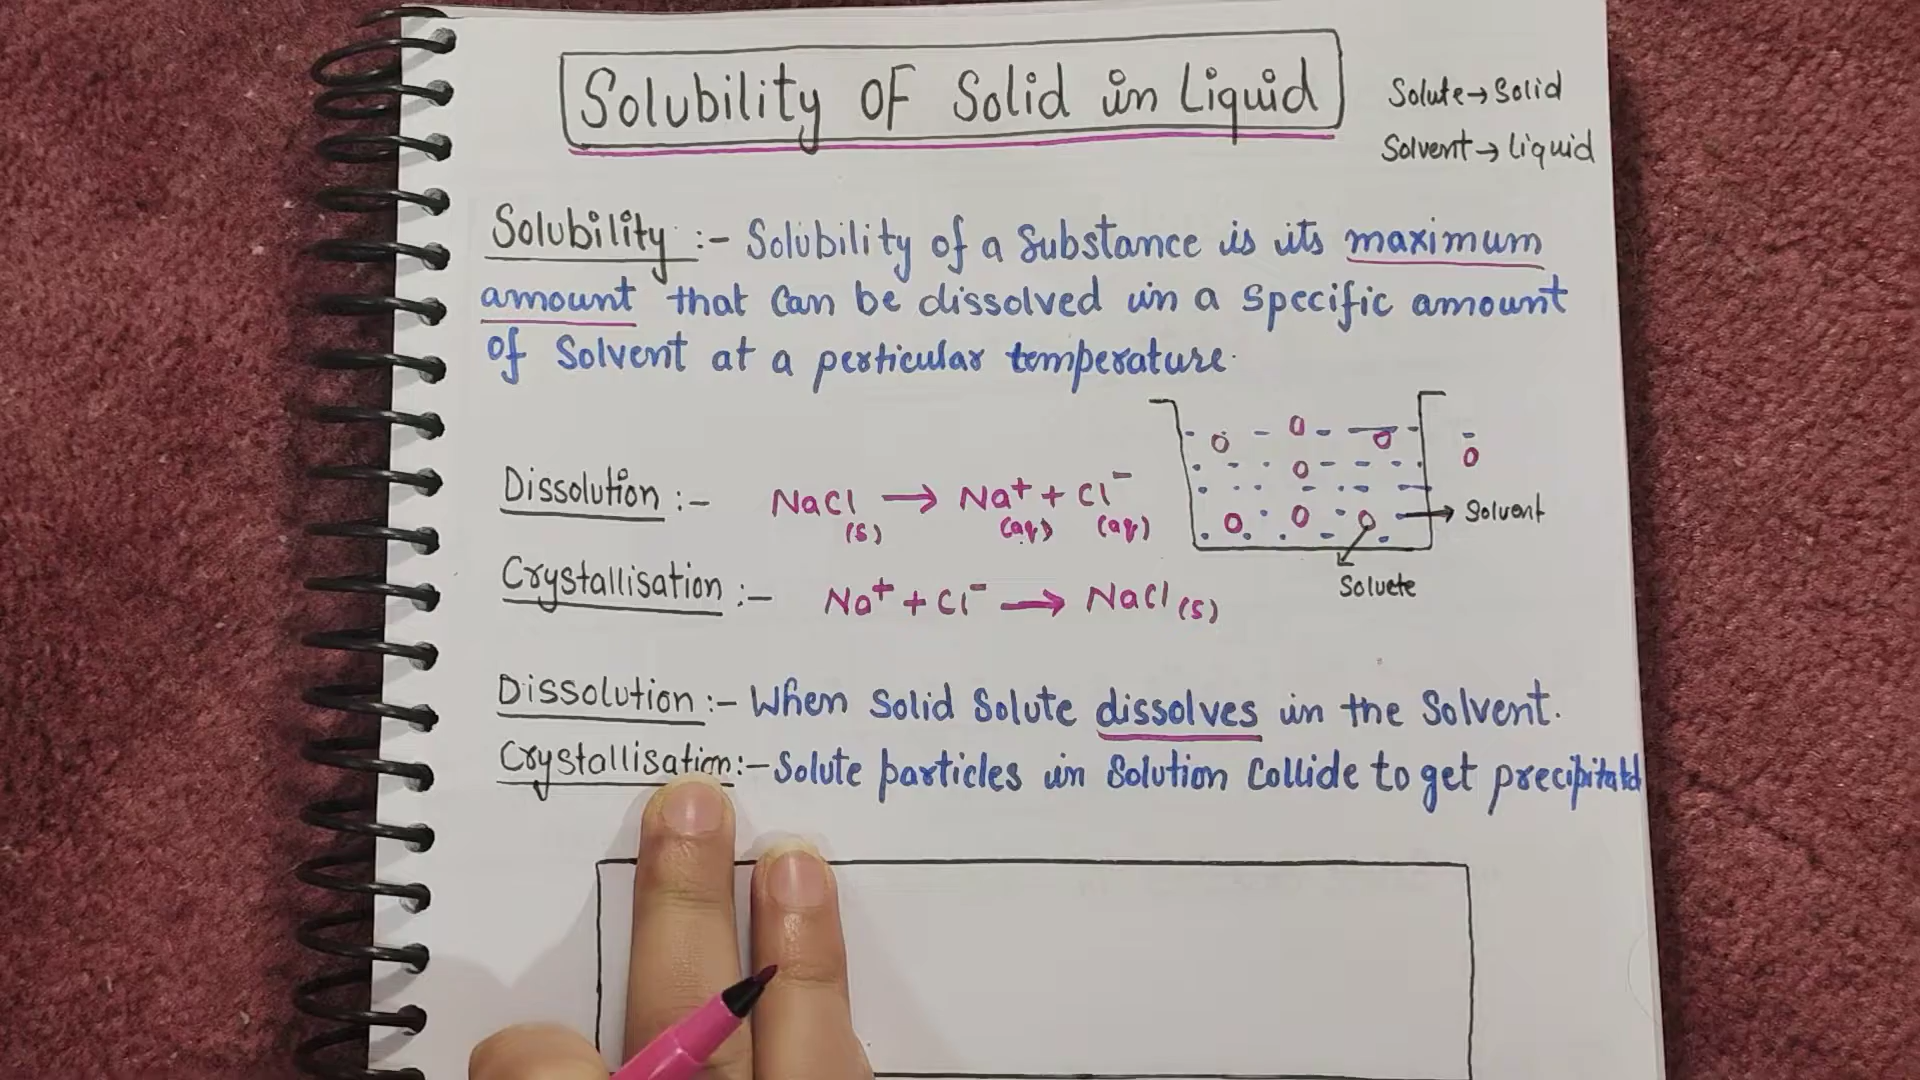 Solubility OF Solid in Liquid
Solute→Solid
Solvent→Liquid
Solubility :- Solubility of a Substance is its maximum
amount that Can be dissolved in a Specific amount
of Solvent at a perticular temperature.
Dissolution :- NaCl (s) → Na+ (aq) + Cl- (aq)
Solvent
Soluete
Crystallisation :- Na+ + Cl- → NaCl (s)
Dissolution :- When Solid Solute dissolves in the Solvent.
Crystallisation :- Solute particles in Solution Collide to get precipitatd